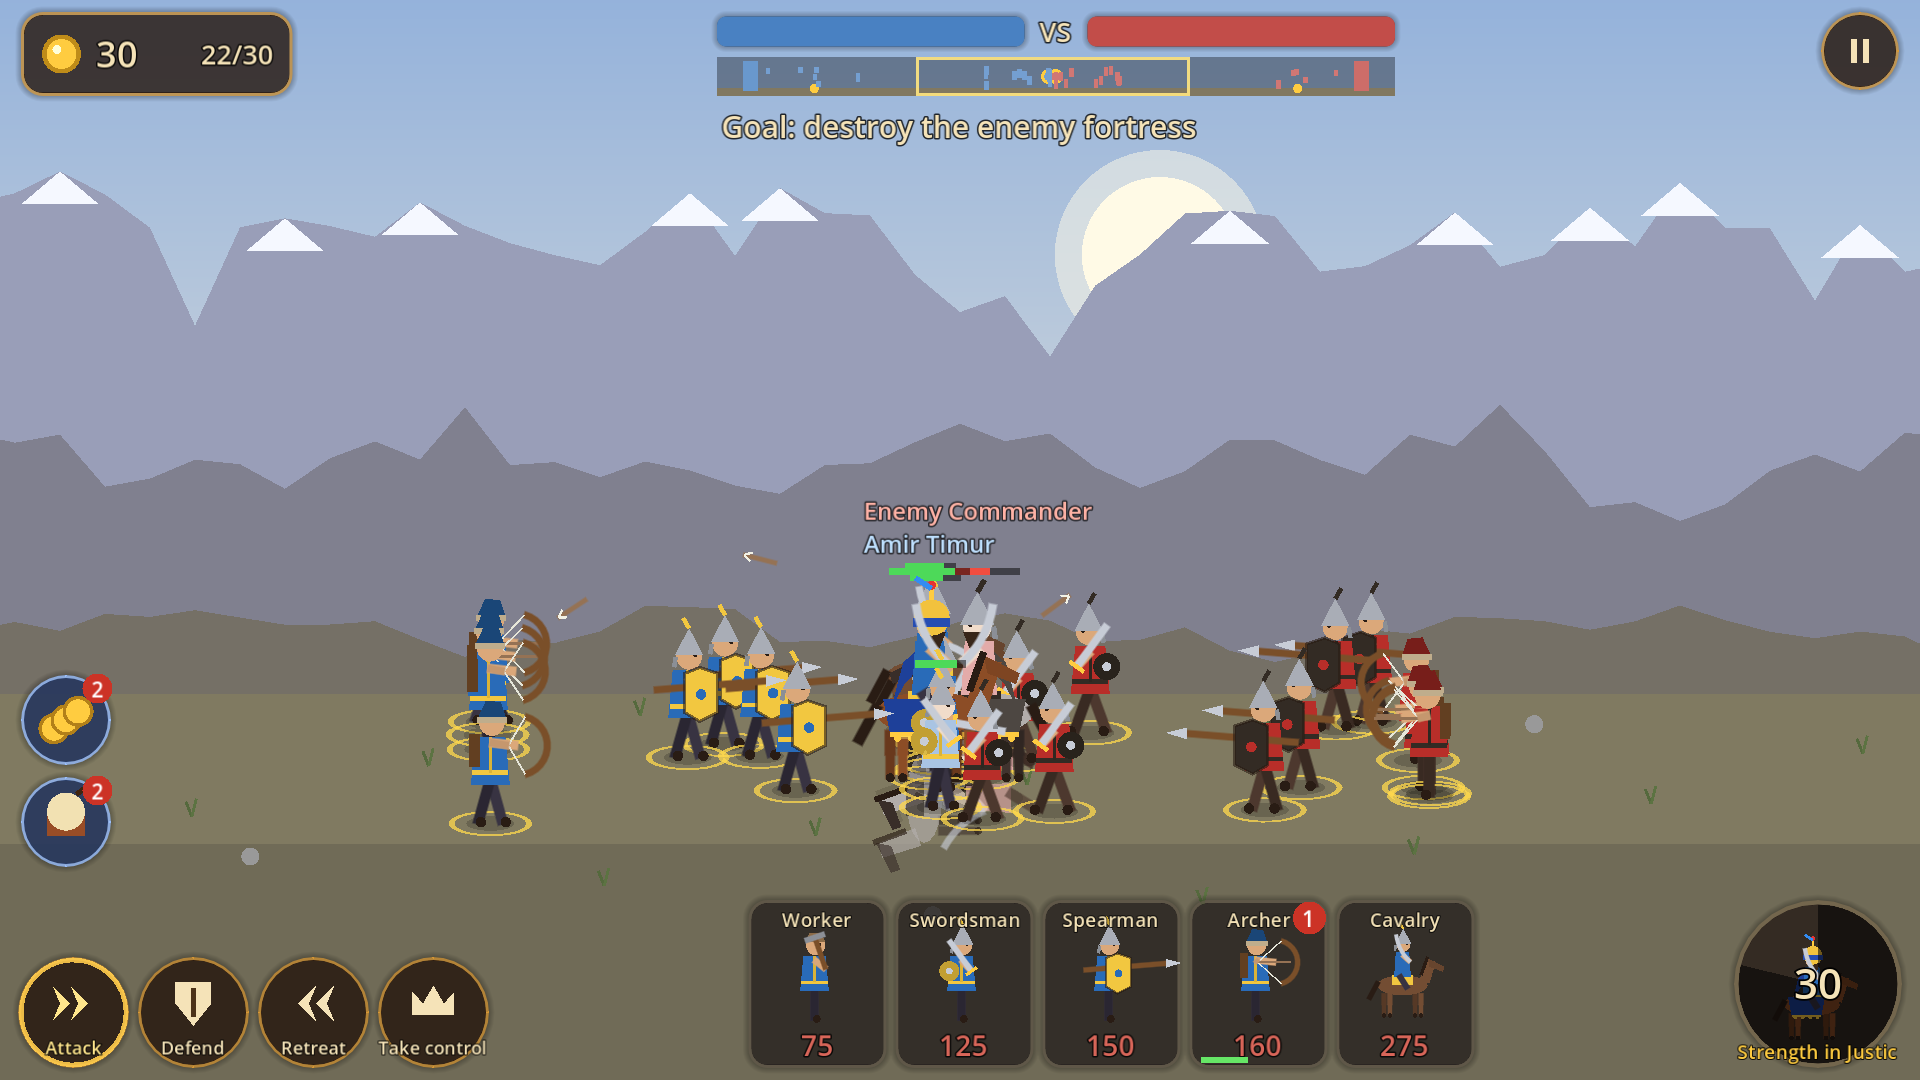 30 22/30
VS
Goal: destroy the enemy fortress
Enemy Commander
Amir Timur
2
2
Worker Swordsman Spearman Archer 1 Cavalry
75 125 150 160 275
Attack Defend Retreat Take control
30
Strength in Justic